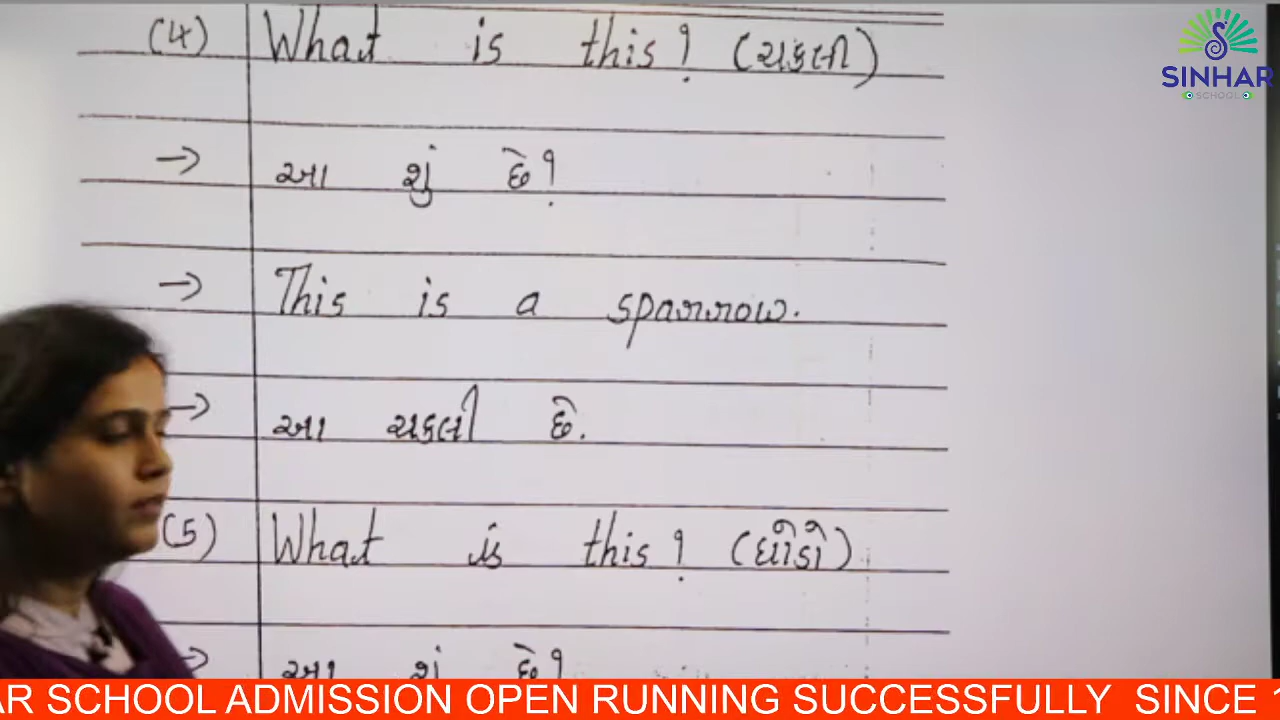 (4) What is this? (ચકલી)
SINHAR
SCHOOL
→ આ શું છે?
→ This is a sparrow.
→ આ ચકલી છે.
(5) What is this? (ઘોડો)
→ આ શું છે?
AR SCHOOL ADMISSION OPEN RUNNING SUCCESSFULLY SINCE 1